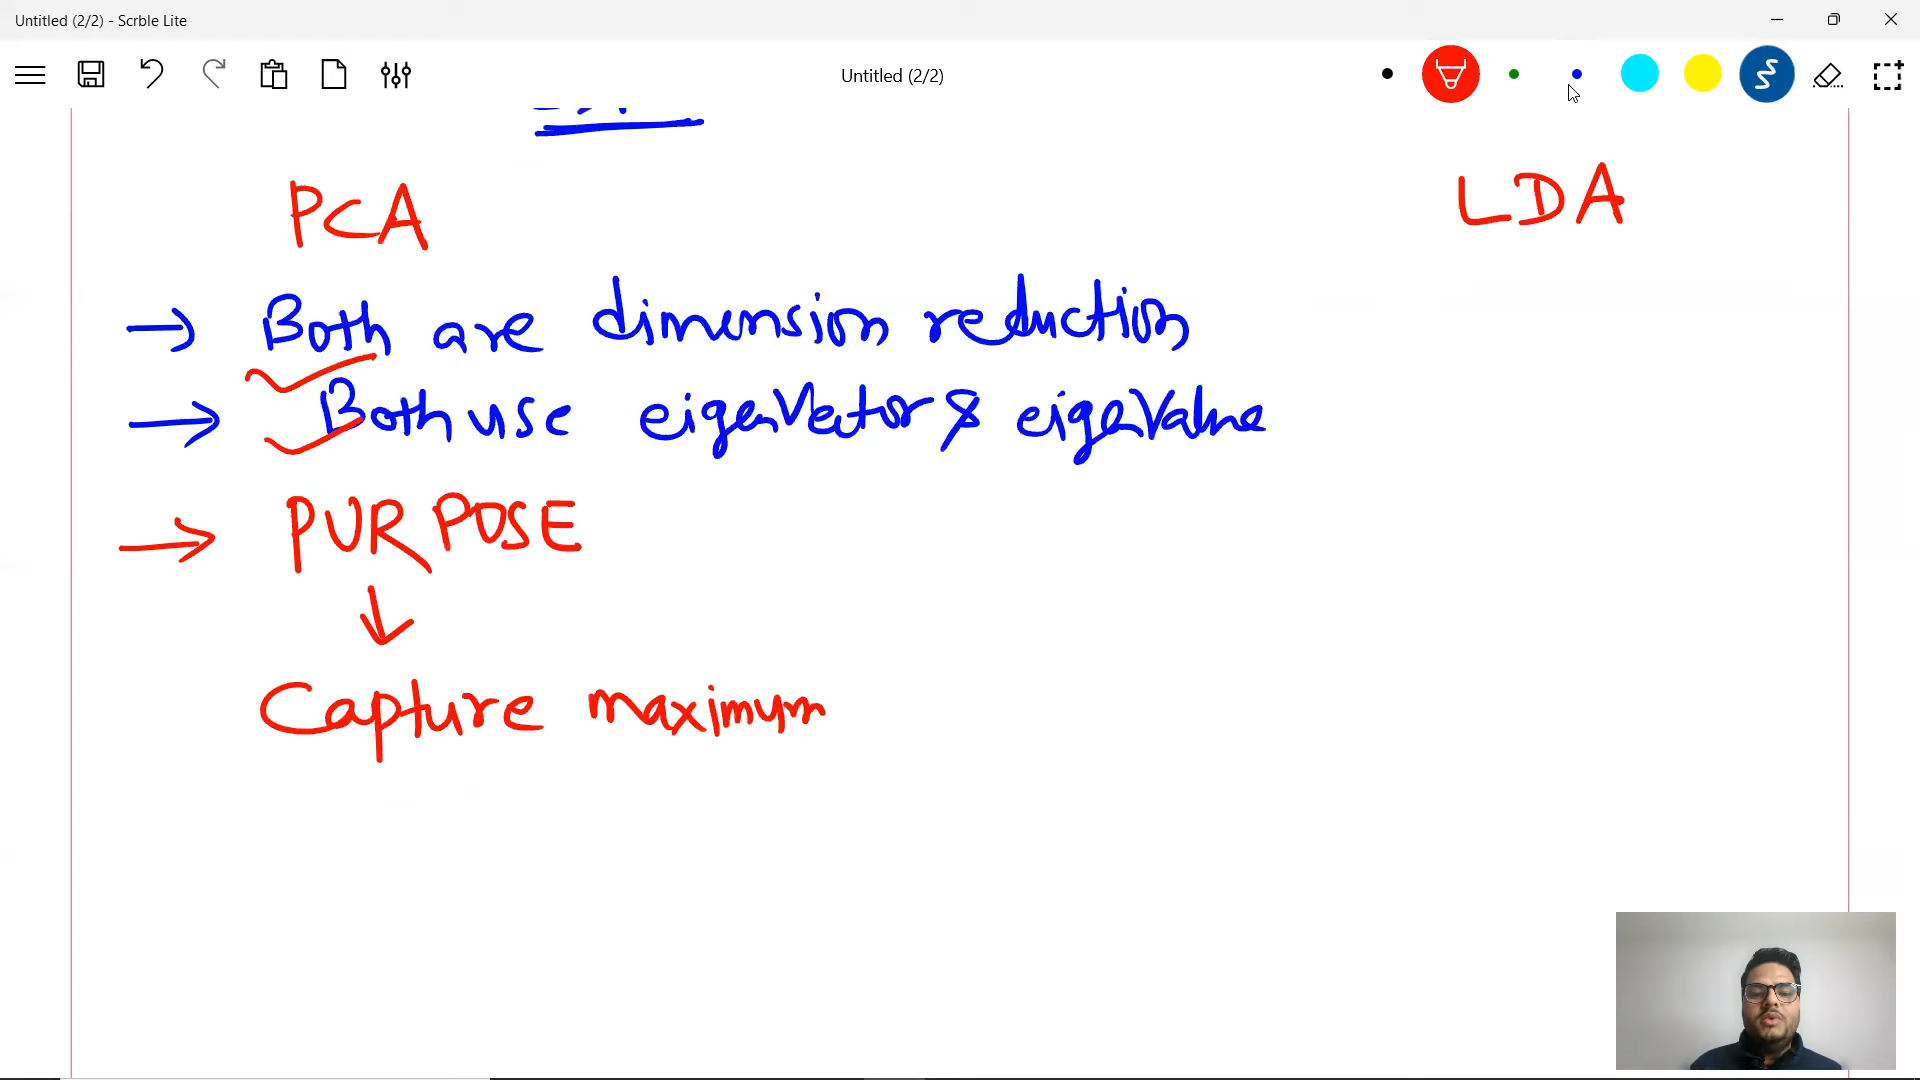 Untitled (2/2) - Scrble Lite
Untitled (2/2)
PCA
LDA
→ Both are dimension reduction
→ Both use eigenVector & eigenValue
→ PURPOSE
↓
Capture maximum